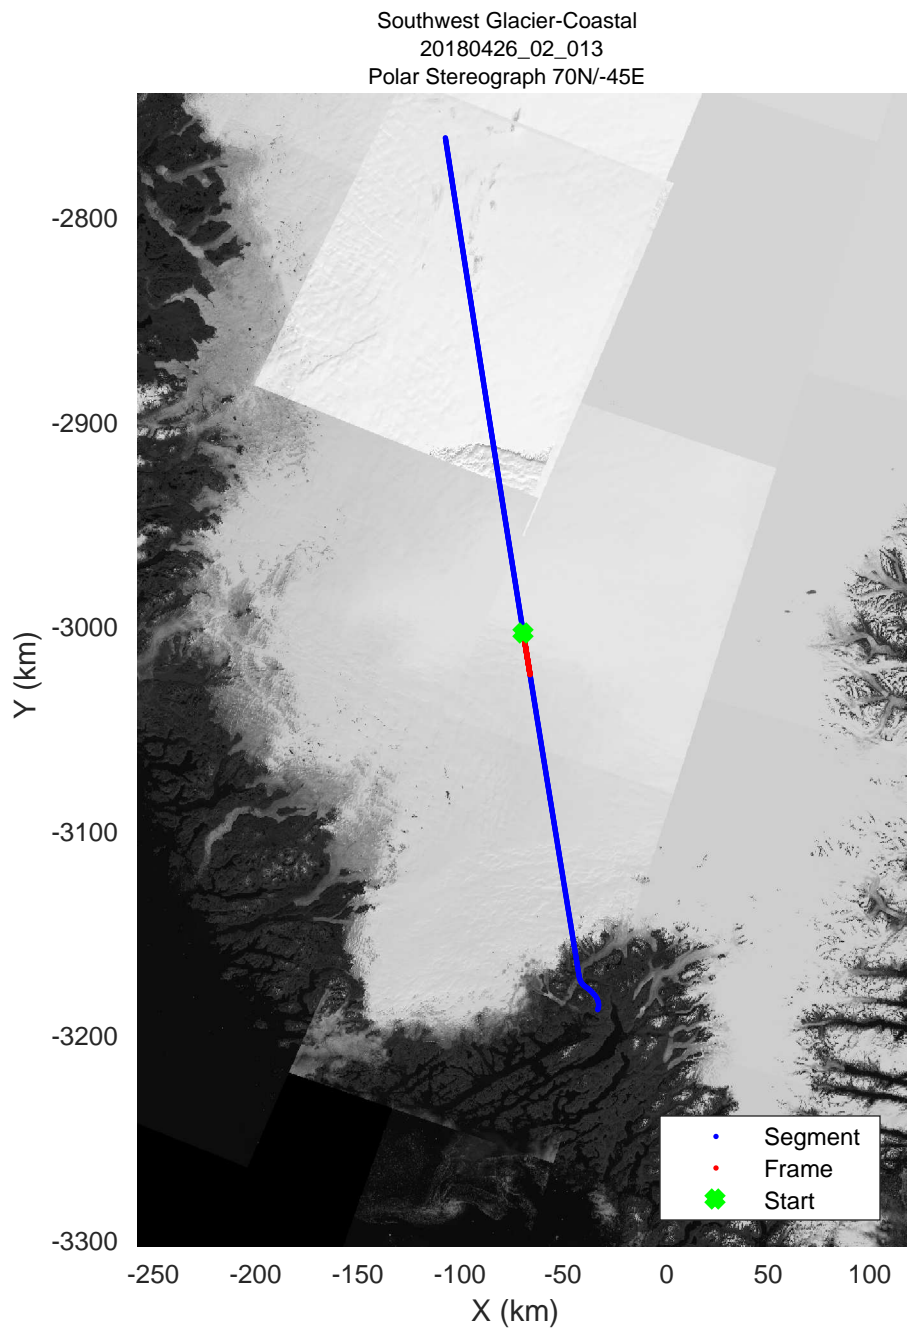 Southwest Glacier-Coastal
20180426_02_013
Polar Stereograph 70N/-45E
-2800
-2900
-3000
-3100
-3200
-3300
Y (km)
Segment
Frame
Start
-250 -200 -150 -100 -50 0 50 100
X (km)